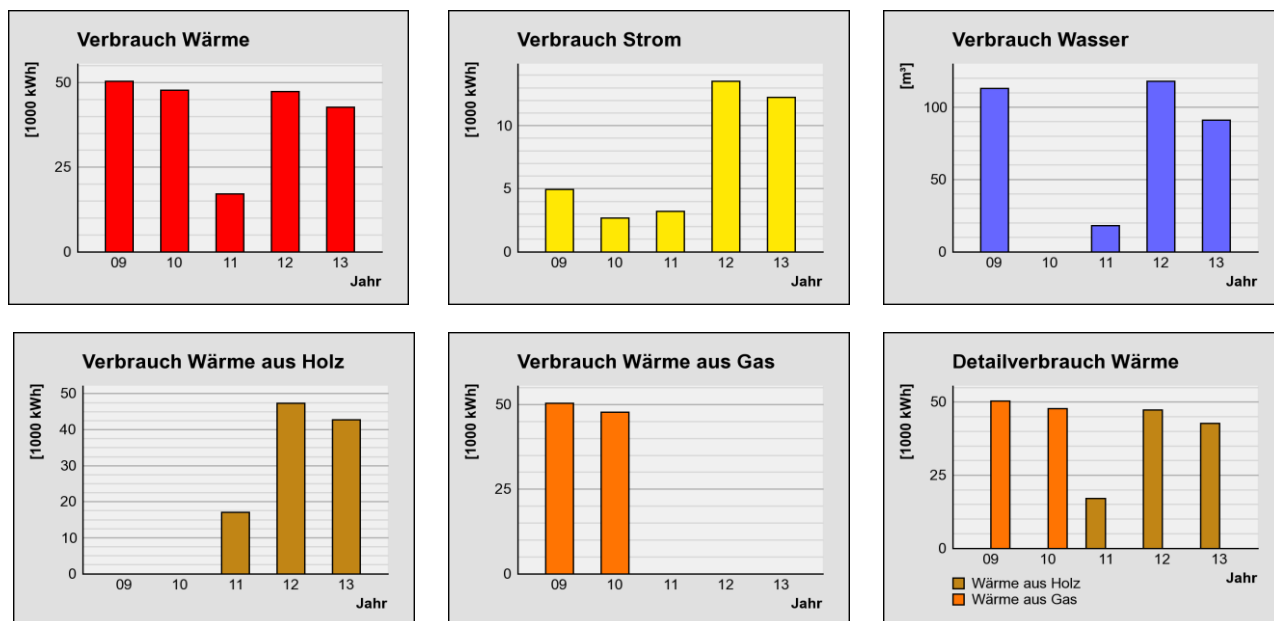 Verbrauch Wärme
[1000 kWh]
50
25
0
09 10 11 12 13
Jahr
Verbrauch Strom
[1000 kWh]
10
5
0
09 10 11 12 13
Jahr
Verbrauch Wasser
[m³]
100
50
0
09 10 11 12 13
Jahr
Verbrauch Wärme aus Holz
[1000 kWh]
50
40
30
20
10
0
09 10 11 12 13
Jahr
Verbrauch Wärme aus Gas
[1000 kWh]
50
25
0
09 10 11 12 13
Jahr
Detailverbrauch Wärme
[1000 kWh]
50
25
0
09 10 11 12 13
Jahr
Wärme aus Holz
Wärme aus Gas